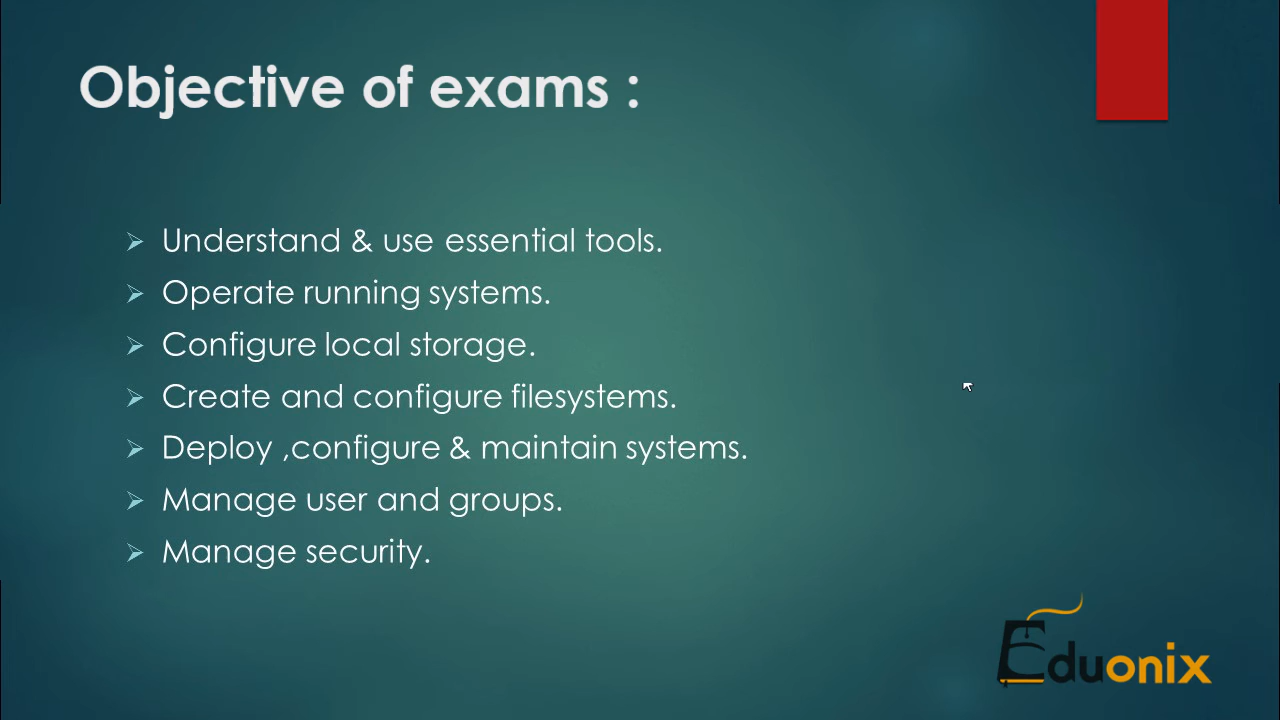 Objective of exams :
Understand & use essential tools.
Operate running systems.
Configure local storage.
Create and configure filesystems.
Deploy ,configure & maintain systems.
Manage user and groups.
Manage security.
Eduonix